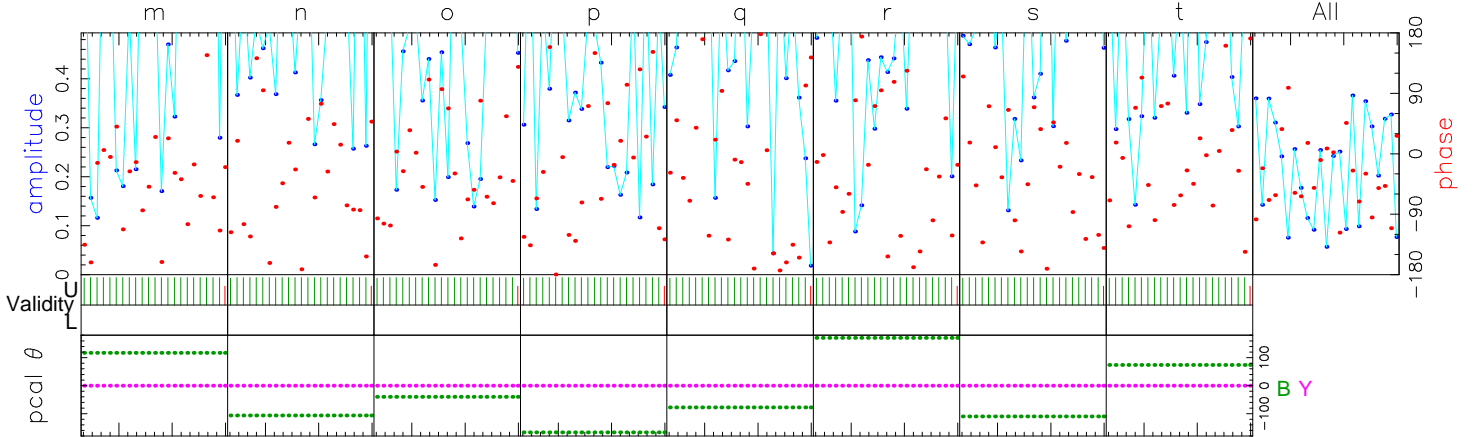 m n o p q r s t All
amplitude
0 0.1 0.2 0.3 0.4
phase
180 90 0 −90 −180
U
Validity
L
pcal θ
100 0 −100
B Y